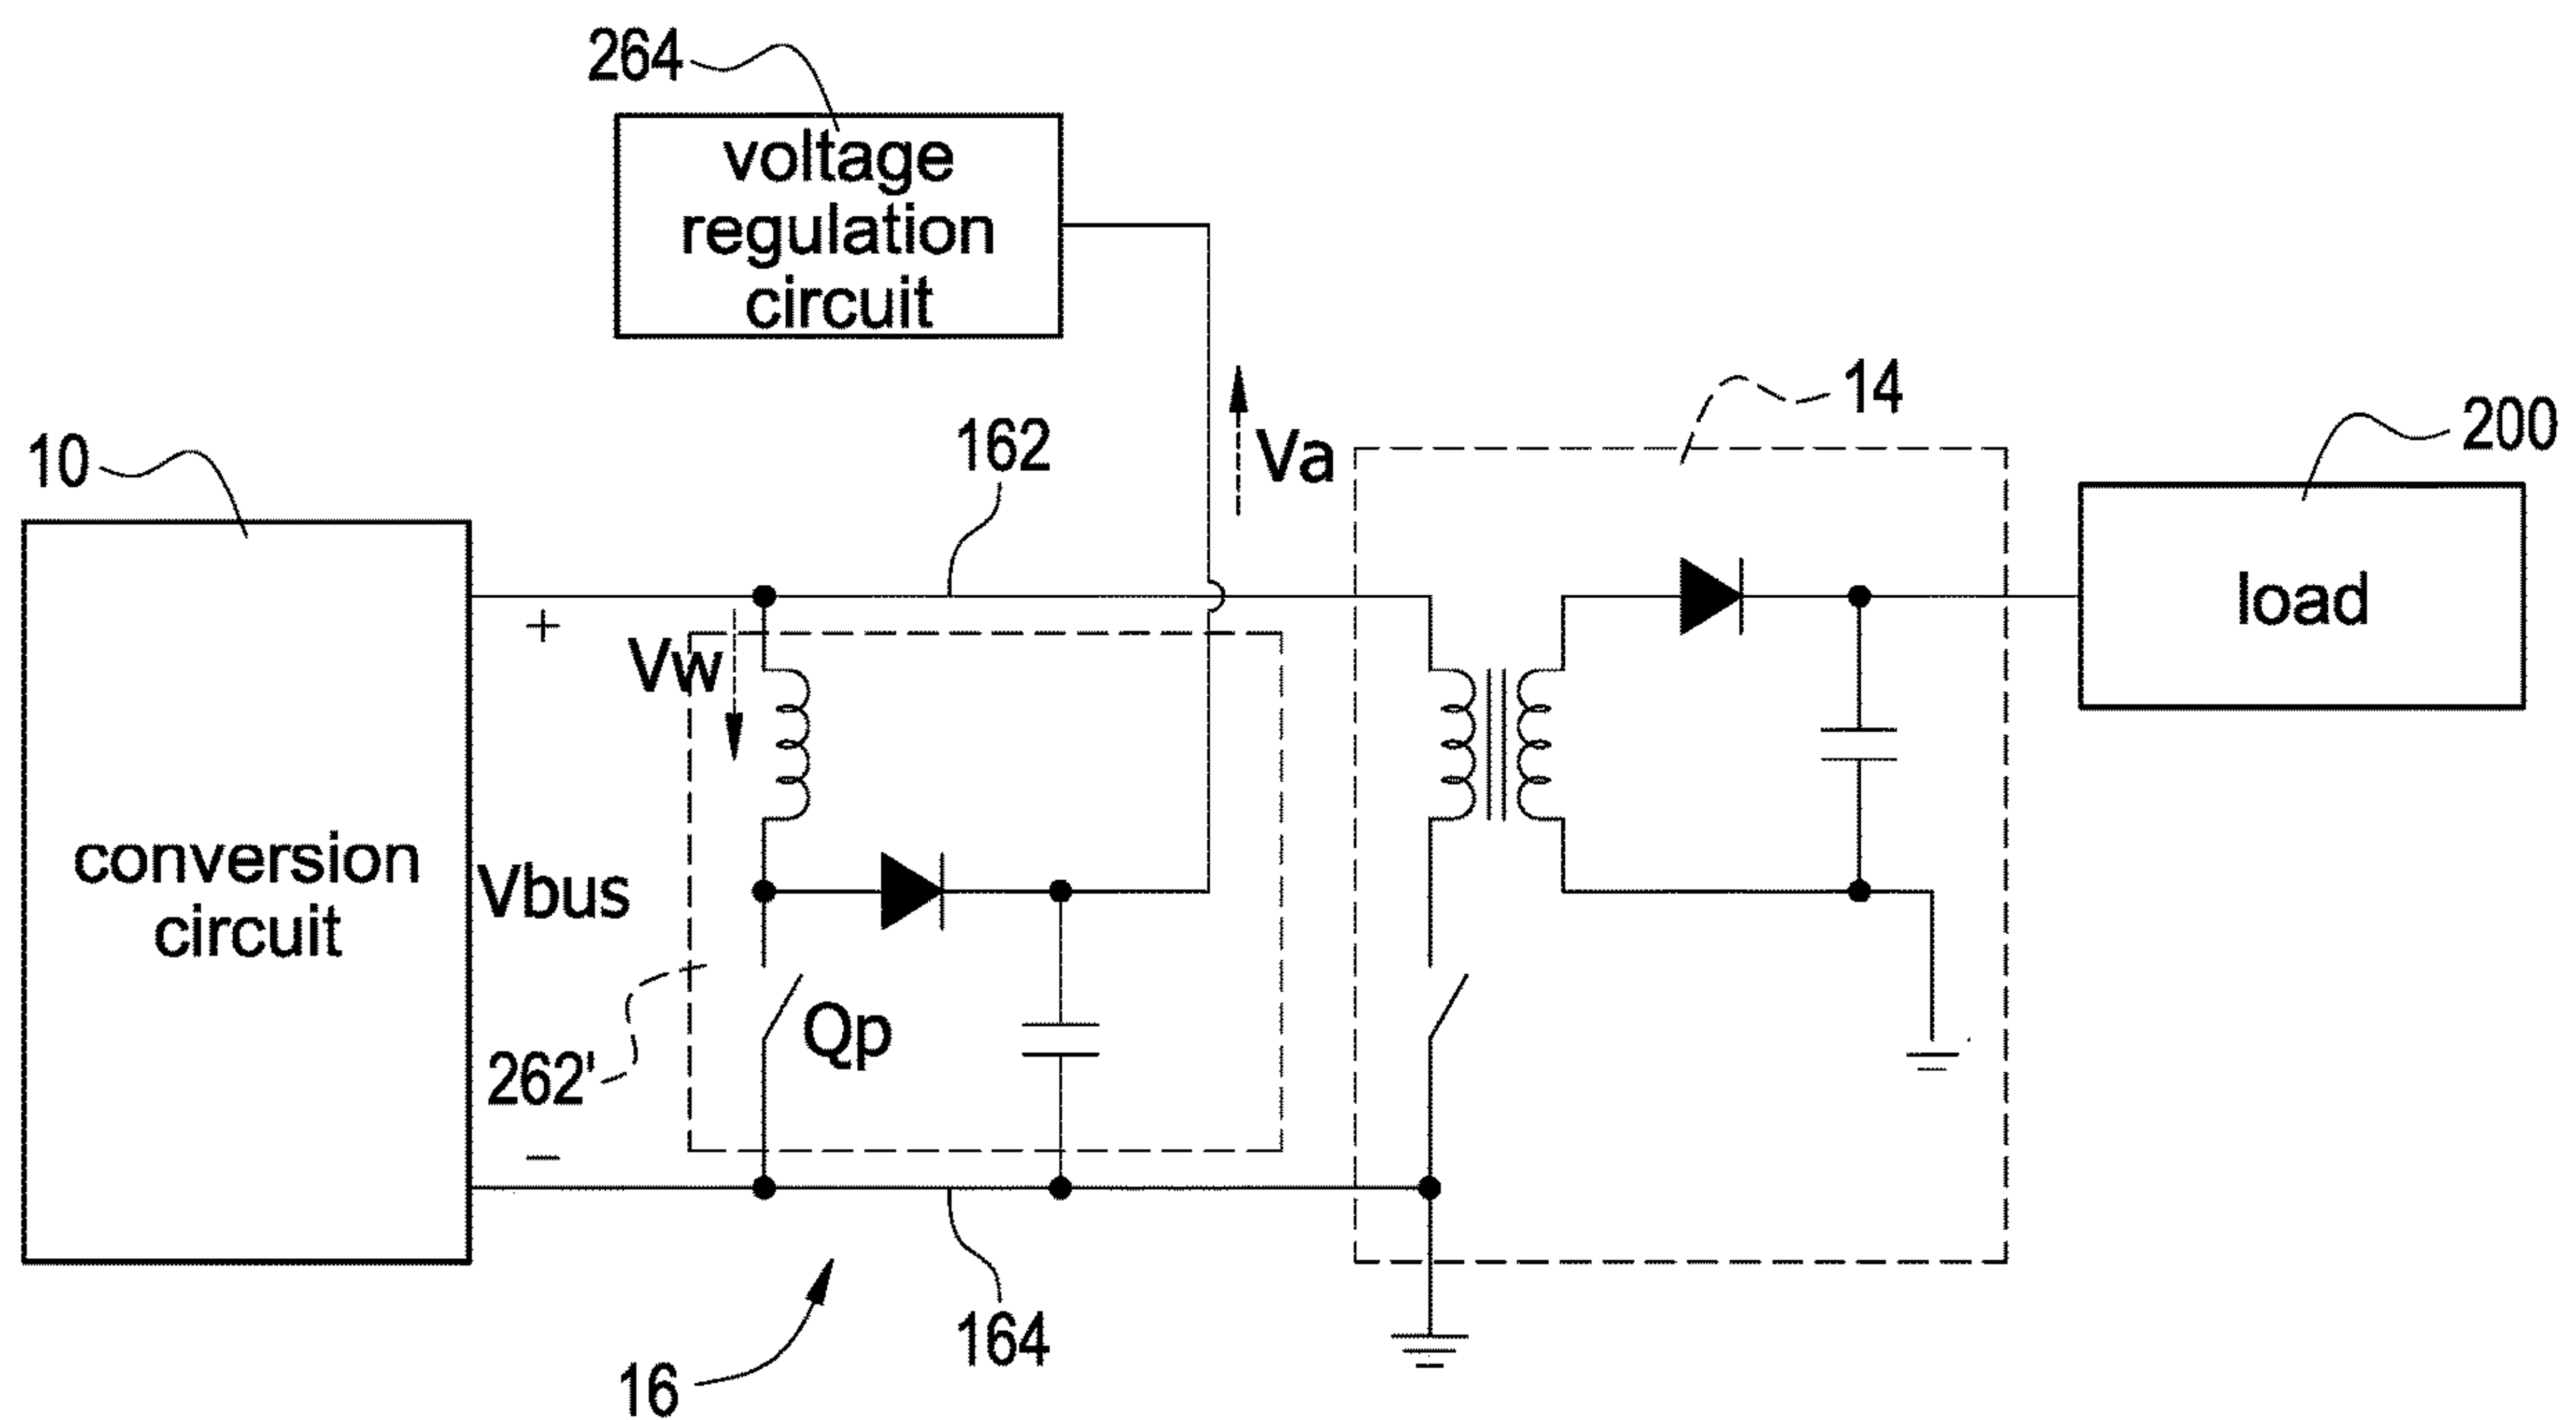 264
voltage
regulation
circuit
14
200
10
162
Va
load
+
Vw
conversion
circuit
Vbus
Qp
262'
−
164
16